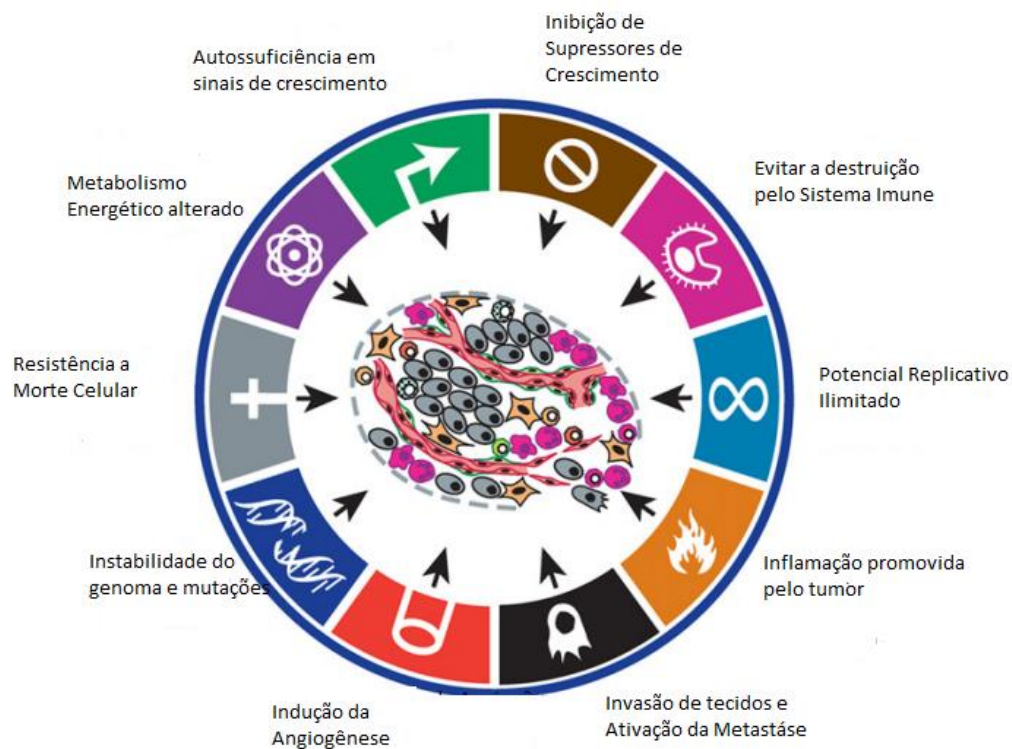 Inibição de
Supressores de
Crescimento
Autossuficiência em
sinais de crescimento
Evitar a destruição
pelo Sistema Imune
Metabolismo
Energético alterado
Resistência a
Morte Celular
Potencial Replicativo
Ilimitado
Instabilidade do
genoma e mutações
Inflamação promovida
pelo tumor
Indução da
Angiogênese
Invasão de tecidos e
Ativação da Metastáse